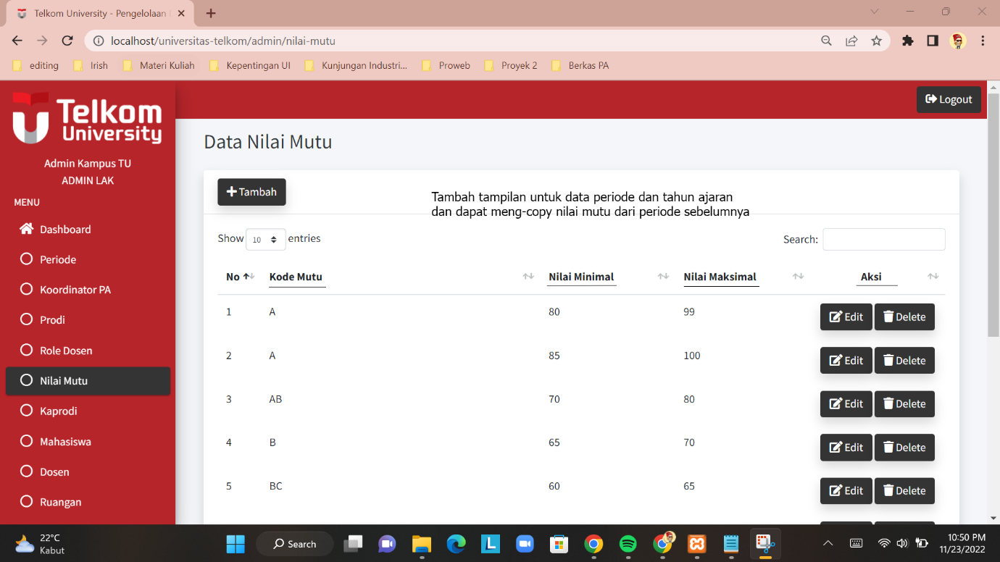 Telkom University - Pengelolaan
localhost/universitas-telkom/admin/nilai-mutu
editing
Irish
Materi Kuliah
Kepentingan UI
Kunjungan Industri...
Proweb
Proyek 2
Berkas PA
Telkom
University
Logout
Admin Kampus TU
ADMIN LAK
MENU
Dashboard
Periode
Koordinator PA
Prodi
Role Dosen
Nilai Mutu
Kaprodi
Mahasiswa
Dosen
Ruangan
Data Nilai Mutu
Tambah
Tambah tampilan untuk data periode dan tahun ajaran
dan dapat meng-copy nilai mutu dari periode sebelumnya
Show 10 entries
Search:
No Kode Mutu Nilai Minimal Nilai Maksimal Aksi
1 A 80 99 Edit Delete
2 A 85 100 Edit Delete
3 AB 70 80 Edit Delete
4 B 65 70 Edit Delete
5 BC 60 65 Edit Delete
22°C
Kabut
Search
L
10:50 PM
11/23/2022